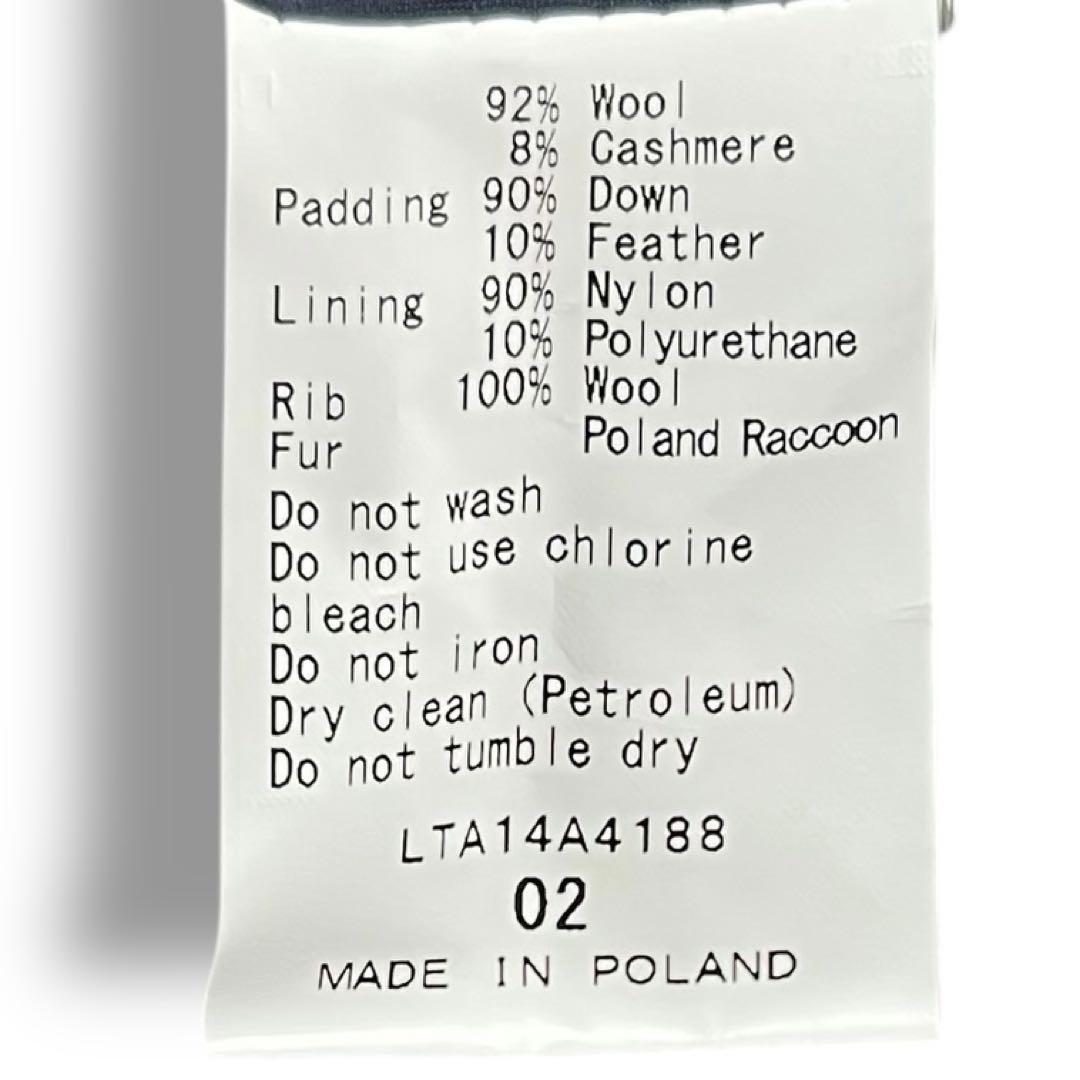 92% Wool
8% Cashmere
Padding 90% Down
10% Feather
Lining 90% Nylon
10% Polyurethane
Rib 100% Wool
Fur Poland Raccoon
Do not wash
Do not use chlorine
bleach
Do not iron
Dry clean (Petroleum)
Do not tumble dry
LTA14A4188
02
MADE IN POLAND